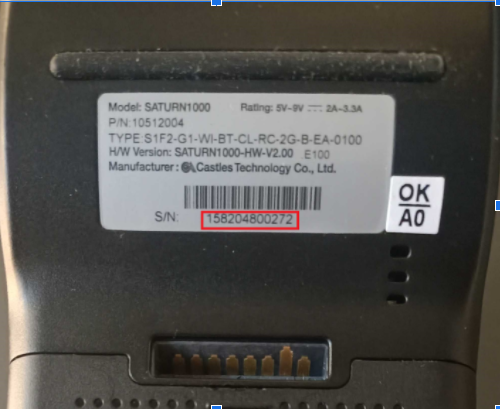 Model: SATURN1000 Rating: 5V-9V ⎓ 2A-3.3A
P/N:10512004
TYPE S1F2-G1-WI-BT-CL-RC-2G-B-EA-0100
H/W Version: SATURN1000-HW-V2.00 E100
Manufacturer : Castles Technology Co., Ltd.
S/N: 158204800272
OK
A0